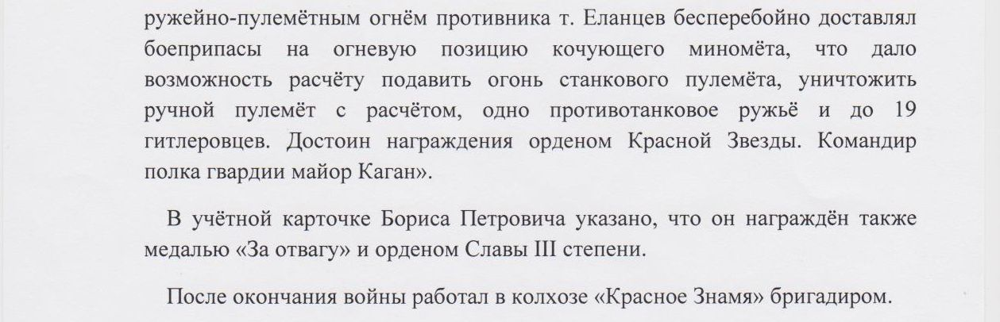 ружейно-пулемётным огнём противника т. Еланцев бесперебойно доставлял
боеприпасы на огневую позицию кочующего миномёта, что дало
возможность расчёту подавить огонь станкового пулемёта, уничтожить
ручной пулемёт с расчётом, одно противотанковое ружьё и до 19
гитлеровцев. Достоин награждения орденом Красной Звезды. Командир
полка гвардии майор Каган».
В учётной карточке Бориса Петровича указано, что он награждён также
медалью «За отвагу» и орденом Славы III степени.
После окончания войны работал в колхозе «Красное Знамя» бригадиром.